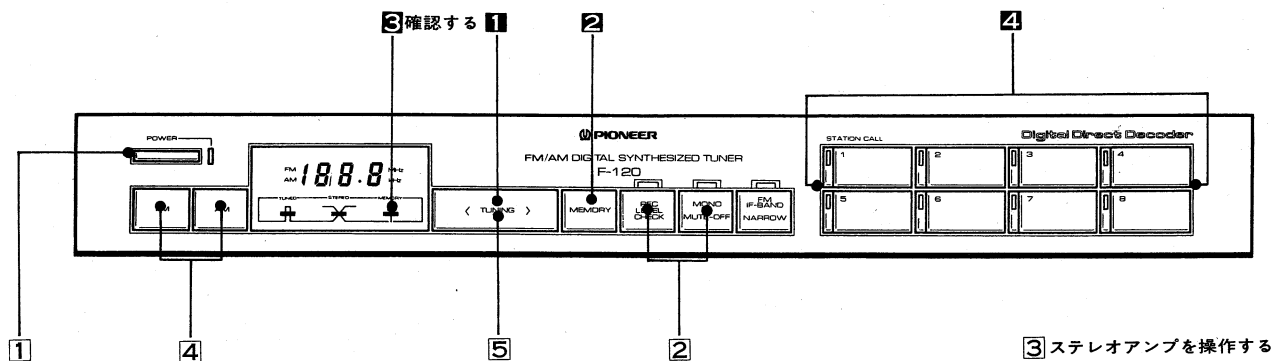 3 確認する 1 2 4
POWER
PIONEER
FM/AM DIGITAL SYNTHESIZED TUNER
F-120
STATION CALL
Digital Direct Decoder
FM 188.8 MHz
AM kHz
TUNED STEREO MEMORY
< TUNING >
MEMORY
REC
LEVEL
CHECK
MONO
MUTE-OFF
FM
IF-BAND
NARROW
1 2 3 4
5 6 7 8
1 4 5 2 3 ステレオアンプを操作する